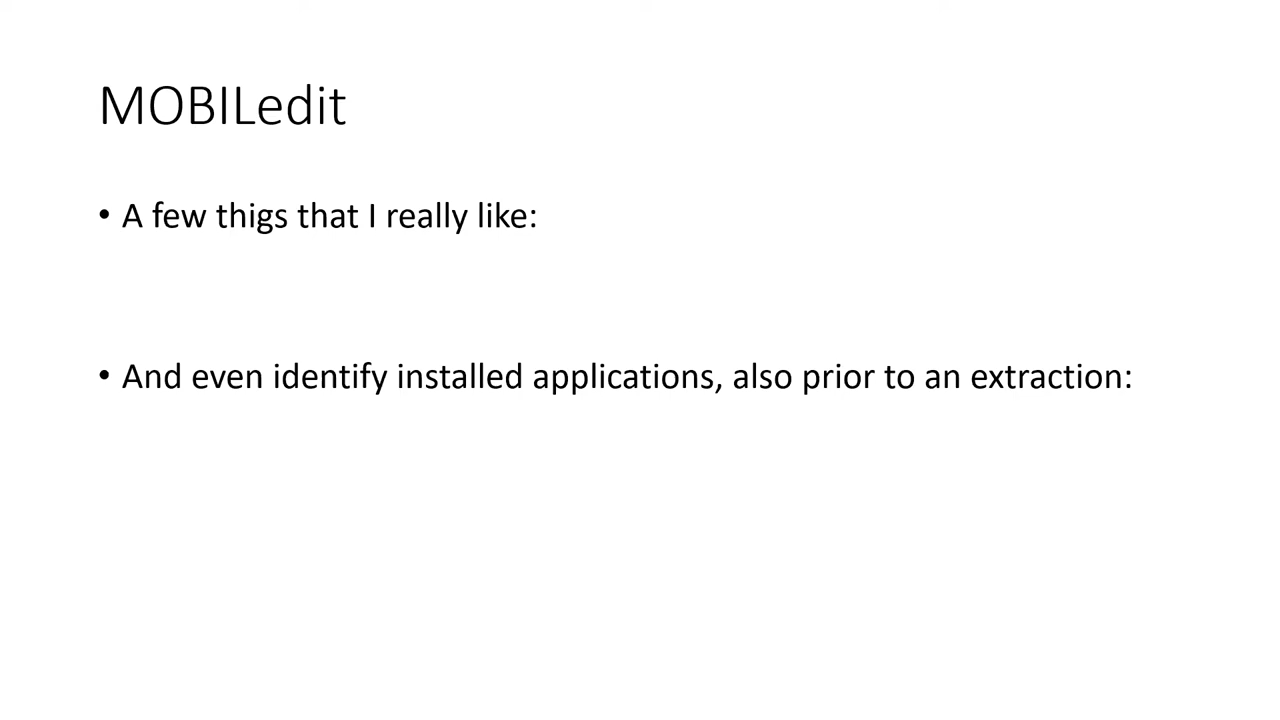 MOBILedit
• A few thigs that I really like:
• And even identify installed applications, also prior to an extraction: